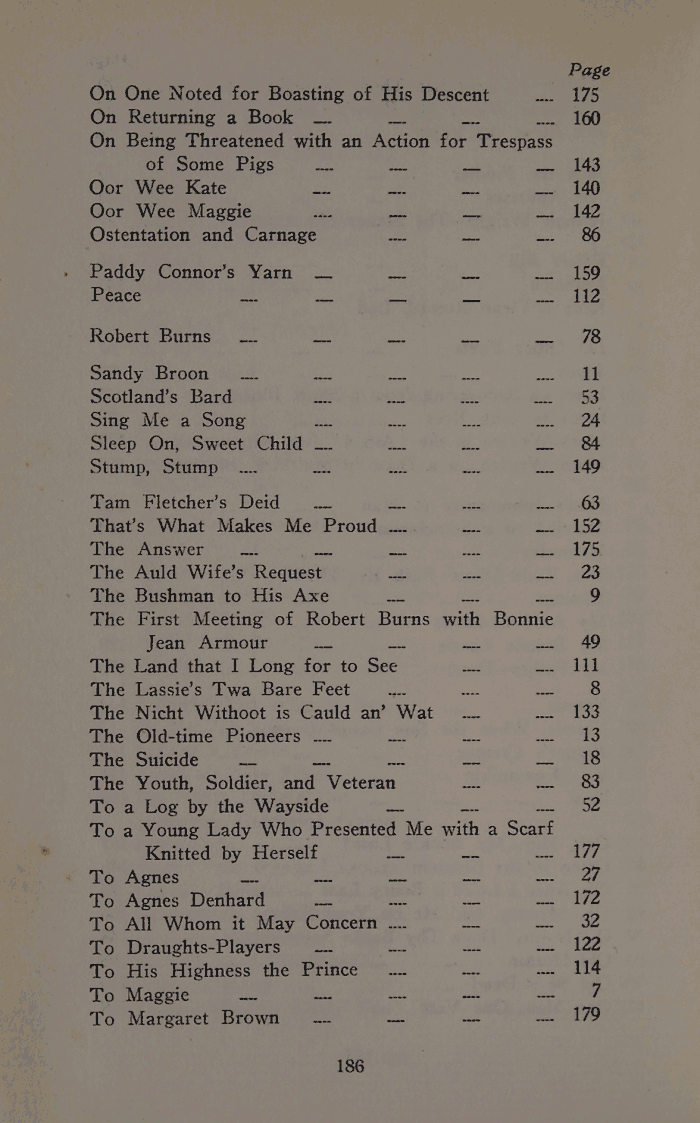 Page
On One Noted for Boasting of His Descent .... 175
On Returning a Book .... .... .... .... 160
On Being Threatened with an Action for Trespass
of Some Pigs .... .... .... .... 143
Oor Wee Kate .... .... .... .... 140
Oor Wee Maggie .... .... .... .... 142
Ostentation and Carnage .... .... .... 86
Paddy Connor's Yarn .... .... .... .... 159
Peace .... .... .... .... .... 112
Robert Burns .... .... .... .... .... 78
Sandy Broon .... .... .... .... .... 11
Scotland's Bard .... .... .... .... 53
Sing Me a Song .... .... .... .... 24
Sleep On, Sweet Child .... .... .... .... 84
Stump, Stump .... .... .... .... .... 149
Tam Fletcher's Deid .... .... .... .... 63
That's What Makes Me Proud .... .... .... 152
The Answer .... .... .... .... .... 175
The Auld Wife's Request .... .... .... 23
The Bushman to His Axe .... .... .... 9
The First Meeting of Robert Burns with Bonnie
Jean Armour .... .... .... .... 49
The Land that I Long for to See .... .... 111
The Lassie's Twa Bare Feet .... .... .... 8
The Nicht Withoot is Cauld an' Wat .... .... 133
The Old-time Pioneers .... .... .... .... 13
The Suicide .... .... .... .... .... 18
The Youth, Soldier, and Veteran .... .... 83
To a Log by the Wayside .... .... .... 52
To a Young Lady Who Presented Me with a Scarf
Knitted by Herself .... .... .... 177
To Agnes .... .... .... .... .... 27
To Agnes Denhard .... .... .... .... 172
To All Whom it May Concern .... .... .... 32
To Draughts-Players .... .... .... .... 122
To His Highness the Prince .... .... .... 114
To Maggie .... .... .... .... .... 7
To Margaret Brown .... .... .... .... 179
186